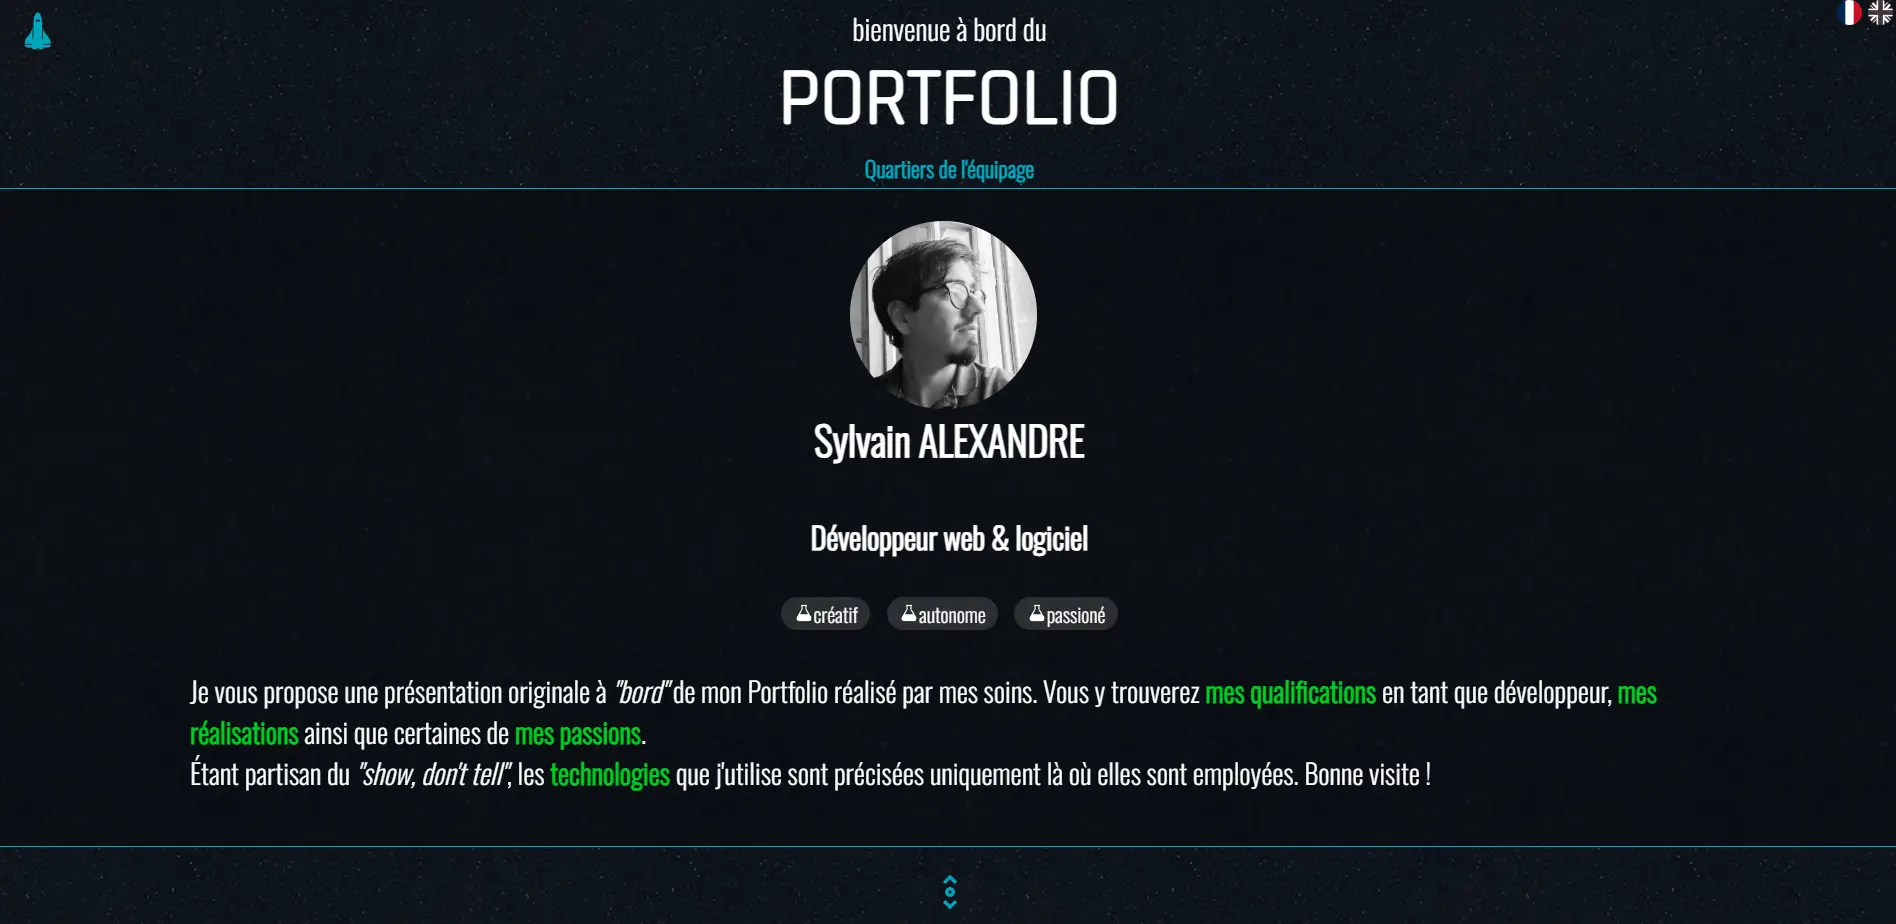 bienvenue à bord du
PORTFOLIO
Quartiers de l'équipage
Sylvain ALEXANDRE
Développeur web & logiciel
créatif autonome passioné
Je vous propose une présentation originale à "bord" de mon Portfolio réalisé par mes soins. Vous y trouverez mes qualifications en tant que développeur, mes
réalisations ainsi que certaines de mes passions.
Étant partisan du "show, don't tell", les technologies que j'utilise sont précisées uniquement là où elles sont employées. Bonne visite !